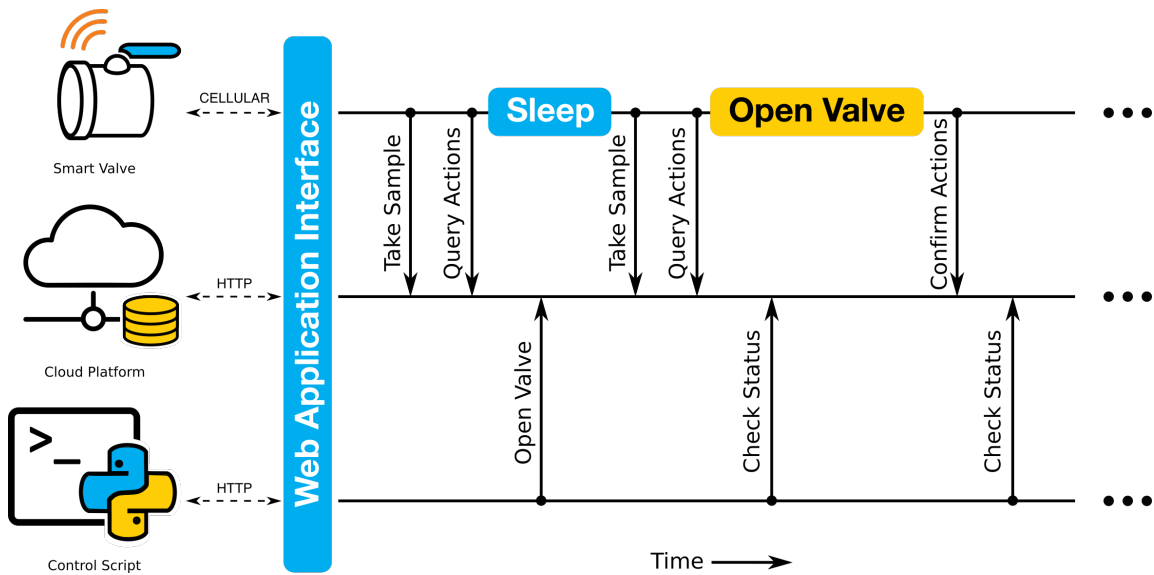 CELLULAR
Smart Valve
HTTP
Cloud Platform
>_
HTTP
Control Script
Web Application Interface
Sleep
Open Valve
Take Sample
Query Actions
Take Sample
Query Actions
Confirm Actions
Open Valve
Check Status
Check Status
Time